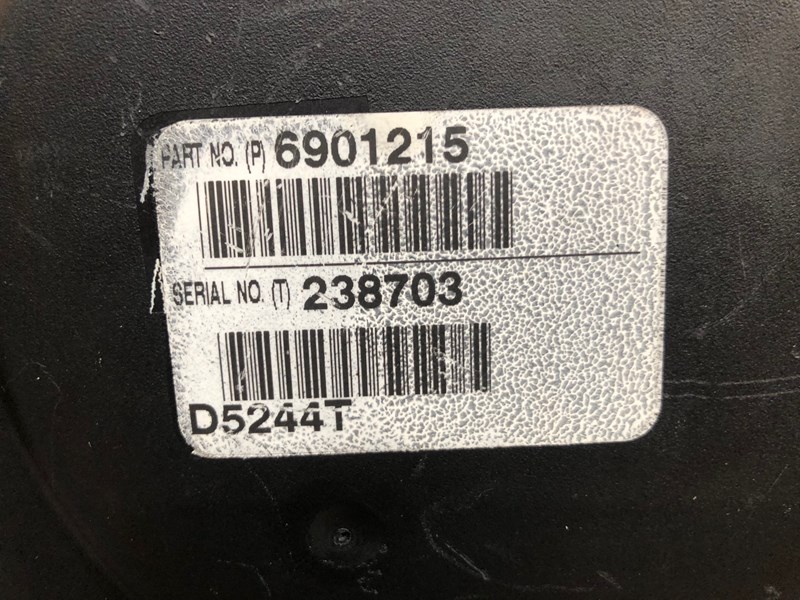 PART NO. (P) 6901215
SERIAL NO. (T) 238703
D5244T